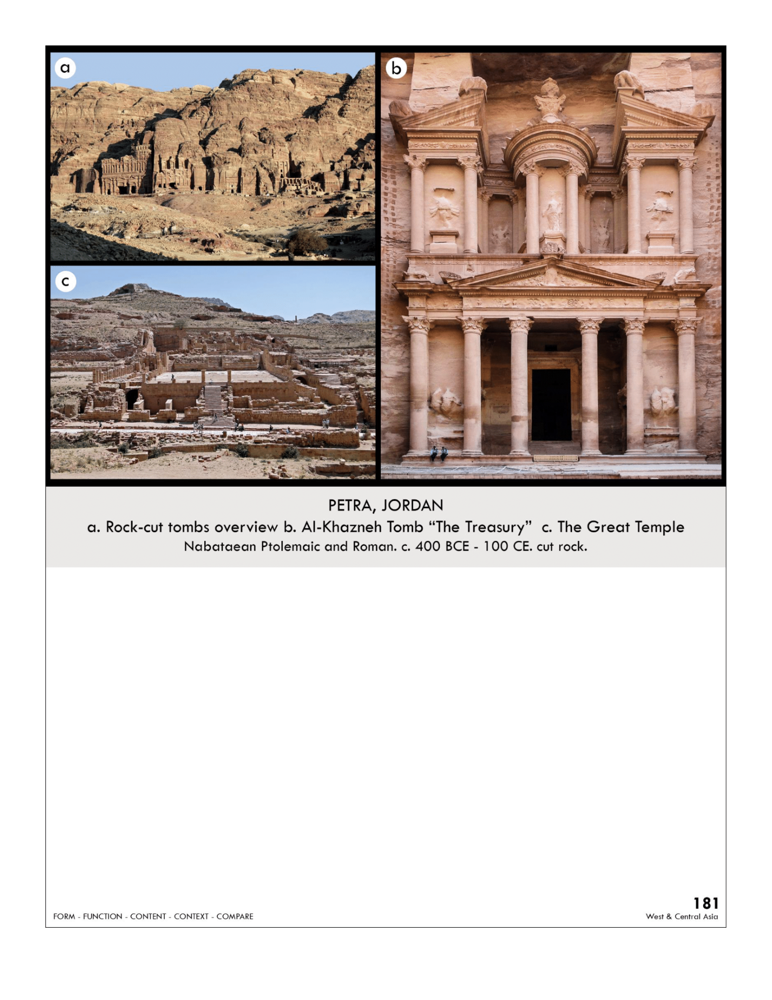 a
b
c
PETRA, JORDAN
a. Rock-cut tombs overview b. Al-Khazneh Tomb “The Treasury” c. The Great Temple
Nabataean Ptolemaic and Roman. c. 400 BCE - 100 CE. cut rock.
181
FORM - FUNCTION - CONTENT - CONTEXT - COMPARE
West & Central Asia